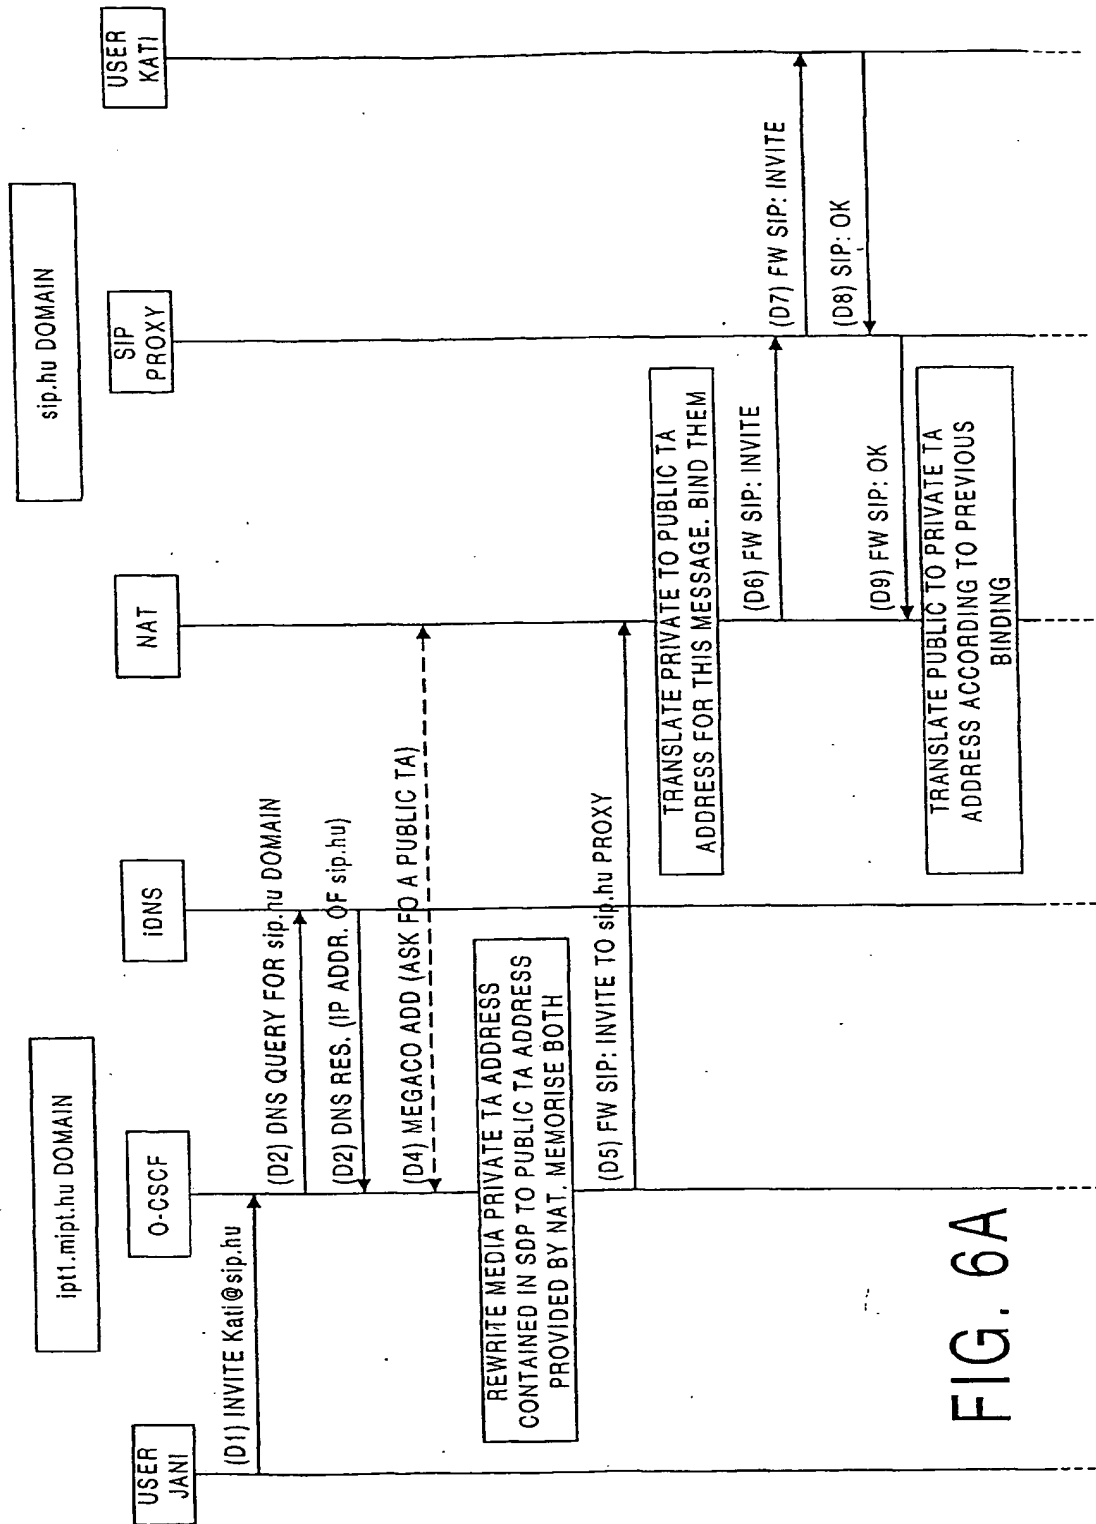 ipt1.mipt.hu DOMAIN
sip.hu DOMAIN
USER
JANI
O-CSCF
iDNS
NAT
SIP
PROXY
USER
KATI
(D1) INVITE Kati@sip.hu
(D2) DNS QUERY FOR sip.hu DOMAIN
(D2) DNS RES. (IP ADDR. OF sip.hu)
(D4) MEGACO ADD (ASK FO A PUBLIC TA)
REWRITE MEDIA PRIVATE TA ADDRESS
CONTAINED IN SDP TO PUBLIC TA ADDRESS
PROVIDED BY NAT. MEMORISE BOTH
(D5) FW SIP: INVITE TO sip.hu PROXY
TRANSLATE PRIVATE TO PUBLIC TA
ADDRESS FOR THIS MESSAGE. BIND THEM
(D6) FW SIP: INVITE
(D7) FW SIP: INVITE
(D8) SIP: OK
(D9) FW SIP: OK
TRANSLATE PUBLIC TO PRIVATE TA
ADDRESS ACCORDING TO PREVIOUS
BINDING
FIG. 6A